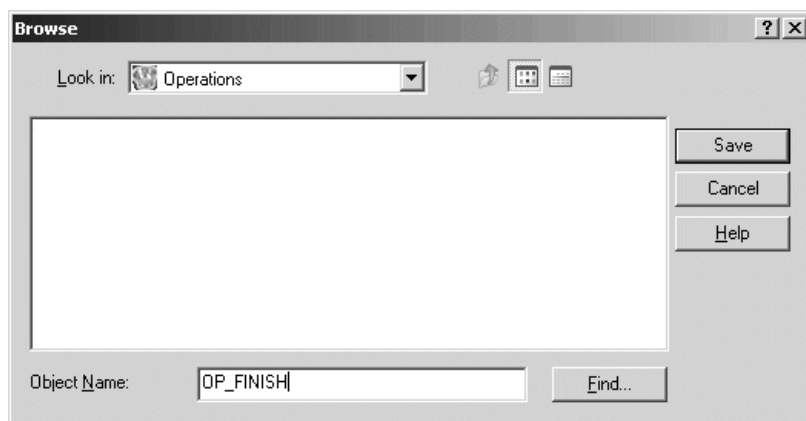 Browse
Look in: Operations
Save
Cancel
Help
Object Name: OP_FINISH Find...